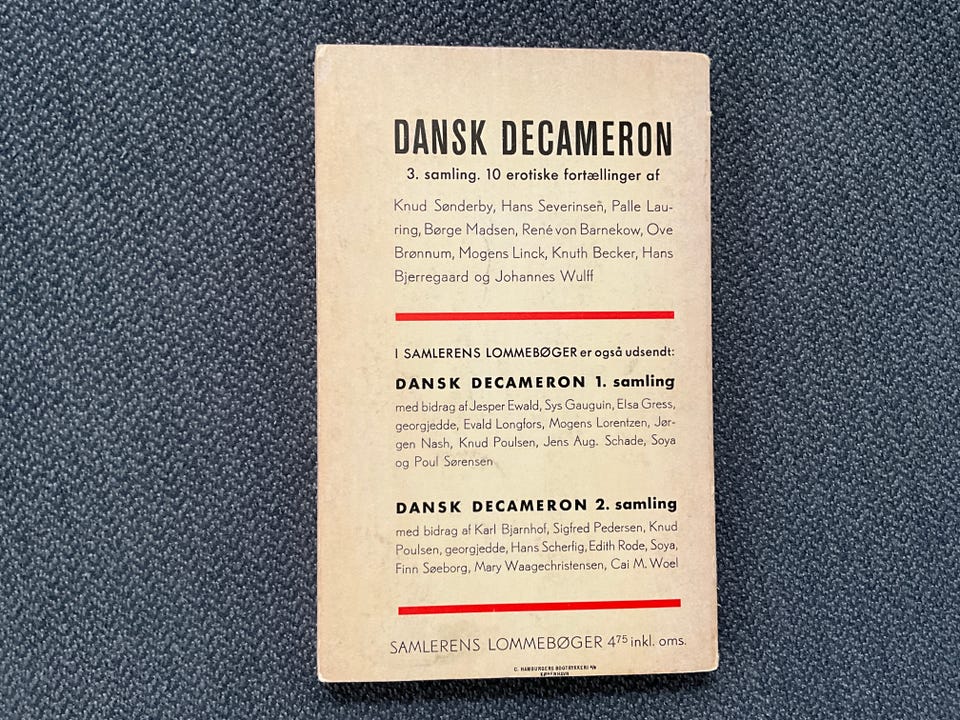 DANSK DECAMERON
3. samling. 10 erotiske fortællinger af
Knud Sønderby, Hans Severinsen, Palle Lau-
ring, Børge Madsen, René von Barnekow, Ove
Brønnum, Mogens Linck, Knuth Becker, Hans
Bjerregaard og Johannes Wulff
I SAMLERENS LOMMEBØGER er også udsendt:
DANSK DECAMERON 1. samling
med bidrag af Jesper Ewald, Sys Gauguin, Elsa Gress,
georgjedde, Evald Longfors, Mogens Lorentzen, Jør-
gen Nash, Knud Poulsen, Jens Aug. Schade, Soya
og Poul Sørensen
DANSK DECAMERON 2. samling
med bidrag af Karl Bjarnhof, Sigfred Pedersen, Knud
Poulsen, georgjedde, Hans Scherfig, Edith Rode, Soya,
Finn Søeborg, Mary Waagechristensen, Cai M. Woel
SAMLERENS LOMMEBØGER 4⁷⁵ inkl. oms.
C. HAMBURGERS BOGTRYKKERI A/S
KØBENHAVN